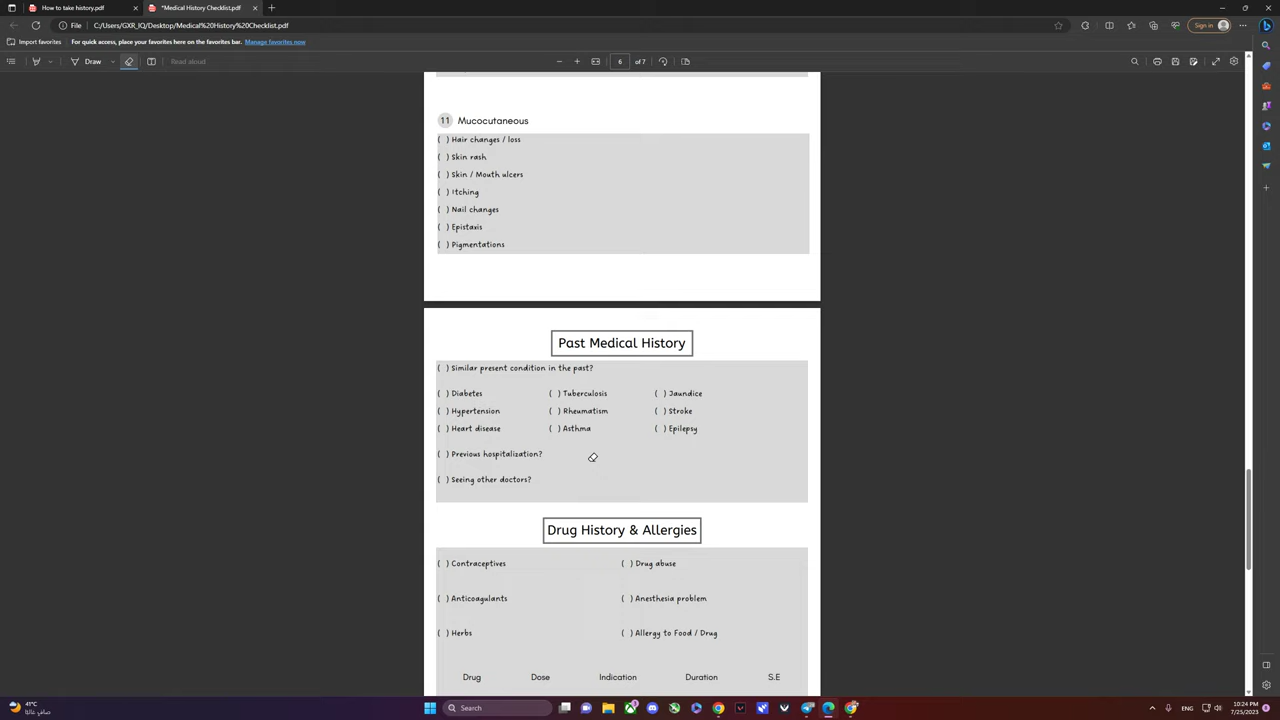 How to take history.pdf
*Medical History Checklist.pdf
File
C:/Users/GXR_IQ/Desktop/Medical%20History%20Checklist.pdf
Sign in
Import favorites
For quick access, place your favorites here on the favorites bar. Manage favorites now
Draw
Read aloud
6 of 7
11 Mucocutaneous
( ) Hair changes / loss
( ) Skin rash
( ) Skin / Mouth ulcers
( ) Itching
( ) Nail changes
( ) Epistaxis
( ) Pigmentations
Past Medical History
( ) Similar present condition in the past?
( ) Diabetes ( ) Tuberculosis ( ) Jaundice
( ) Hypertension ( ) Rheumatism ( ) Stroke
( ) Heart disease ( ) Asthma ( ) Epilepsy
( ) Previous hospitalization?
( ) Seeing other doctors?
Drug History & Allergies
( ) Contraceptives ( ) Drug abuse
( ) Anticoagulants ( ) Anesthesia problem
( ) Herbs ( ) Allergy to Food / Drug
Drug Dose Indication Duration S.E
41°C
صافي غالبًا
Search
ENG
10:24 PM
7/25/2023